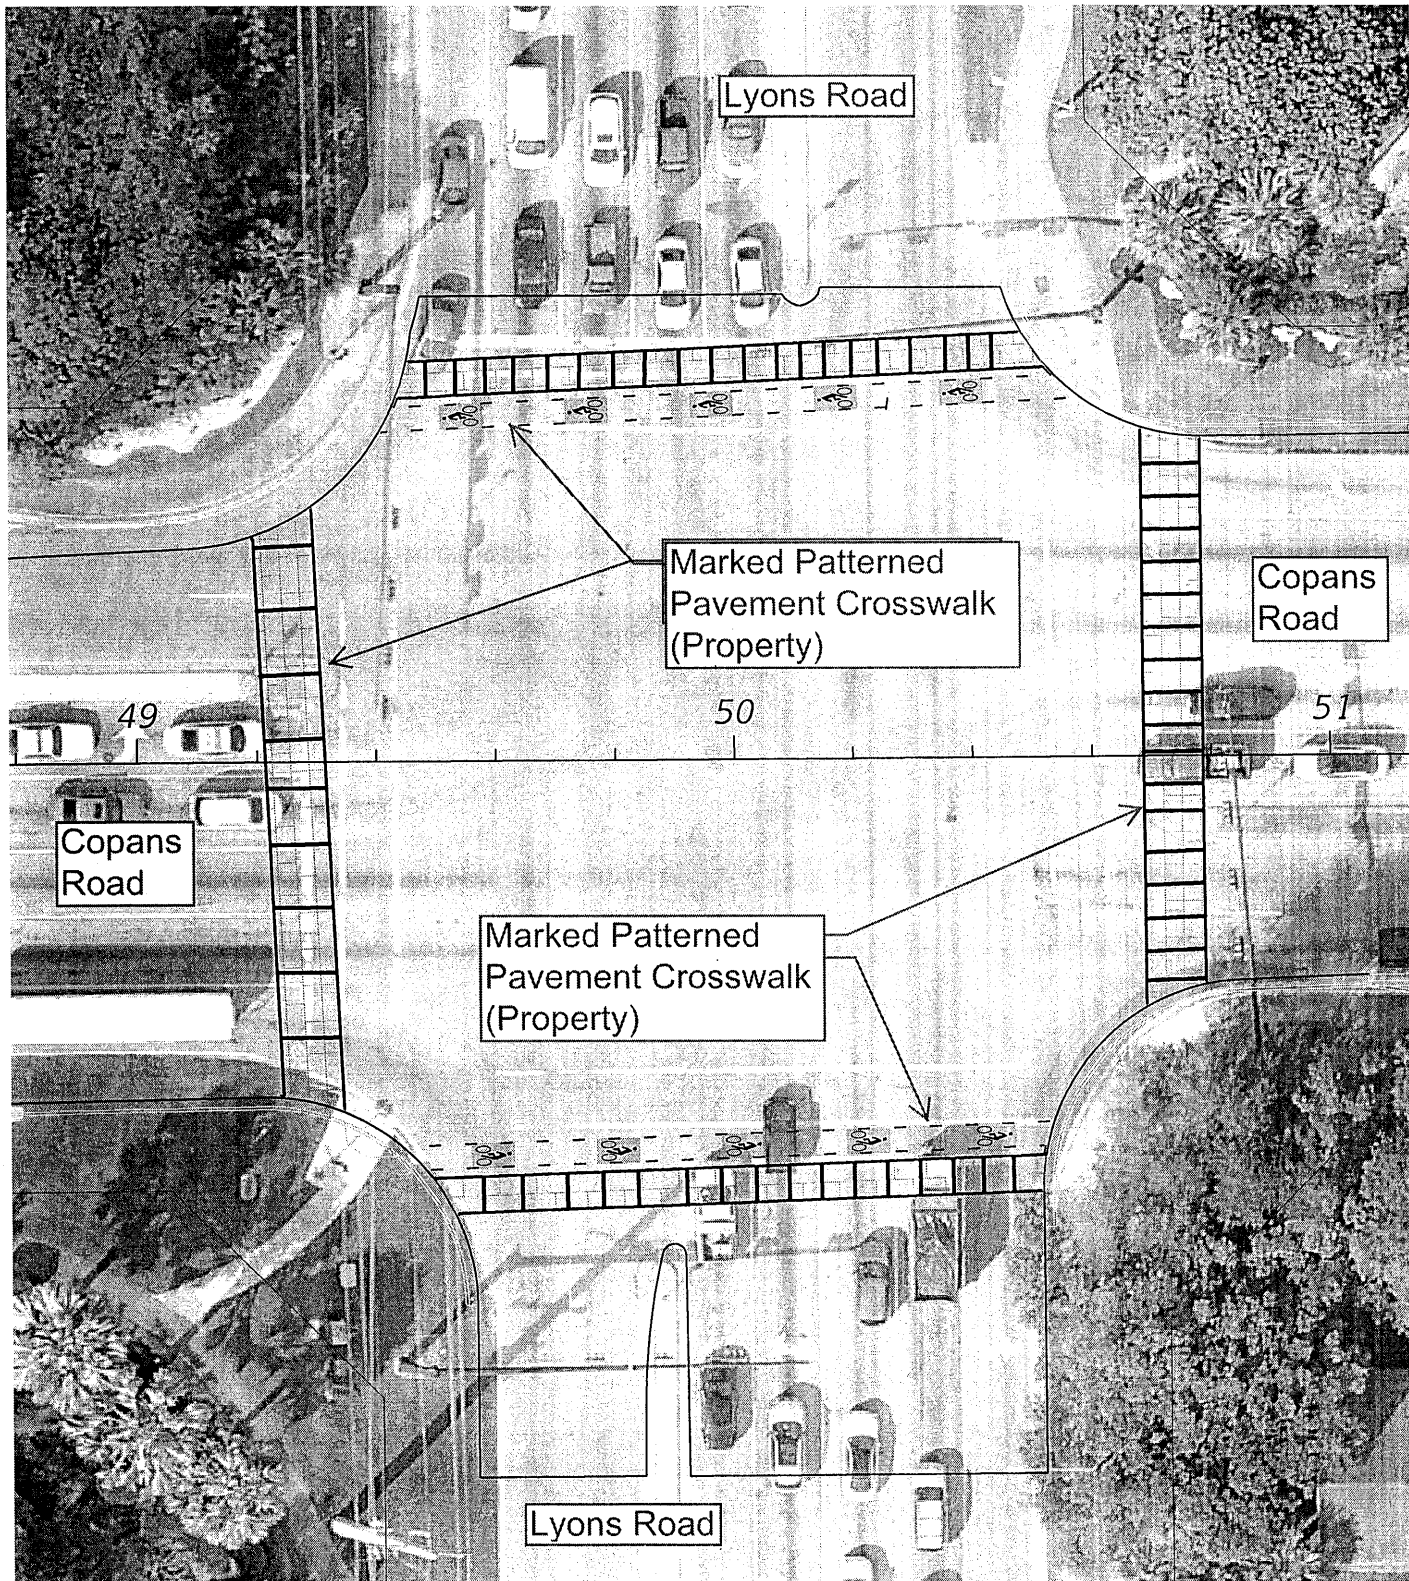 Lyons Road
Marked Patterned
Pavement Crosswalk
(Property)
Copans
Road
49
50
51
Copans
Road
Marked Patterned
Pavement Crosswalk
(Property)
Lyons Road